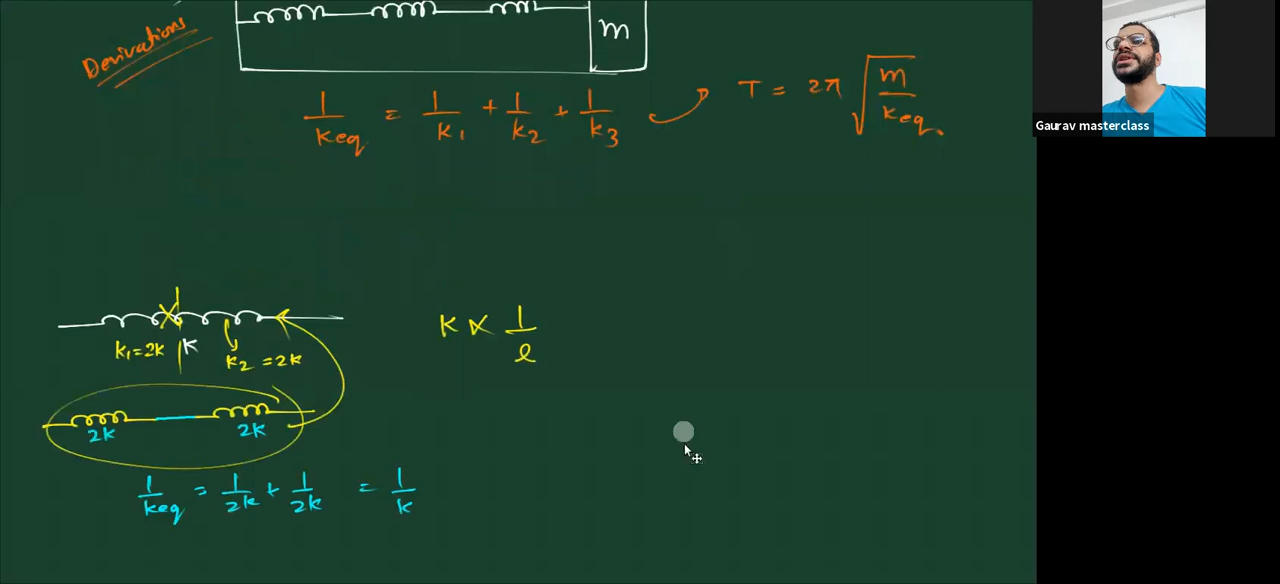 Derivations
m
1/keq = 1/k1 + 1/k2 + 1/k3
T = 2π √(m/keq.)
Gaurav masterclass
k1=2k
K
k2 = 2k
K ∝ 1/l
2k
2k
1/keq = 1/2k + 1/2k = 1/k